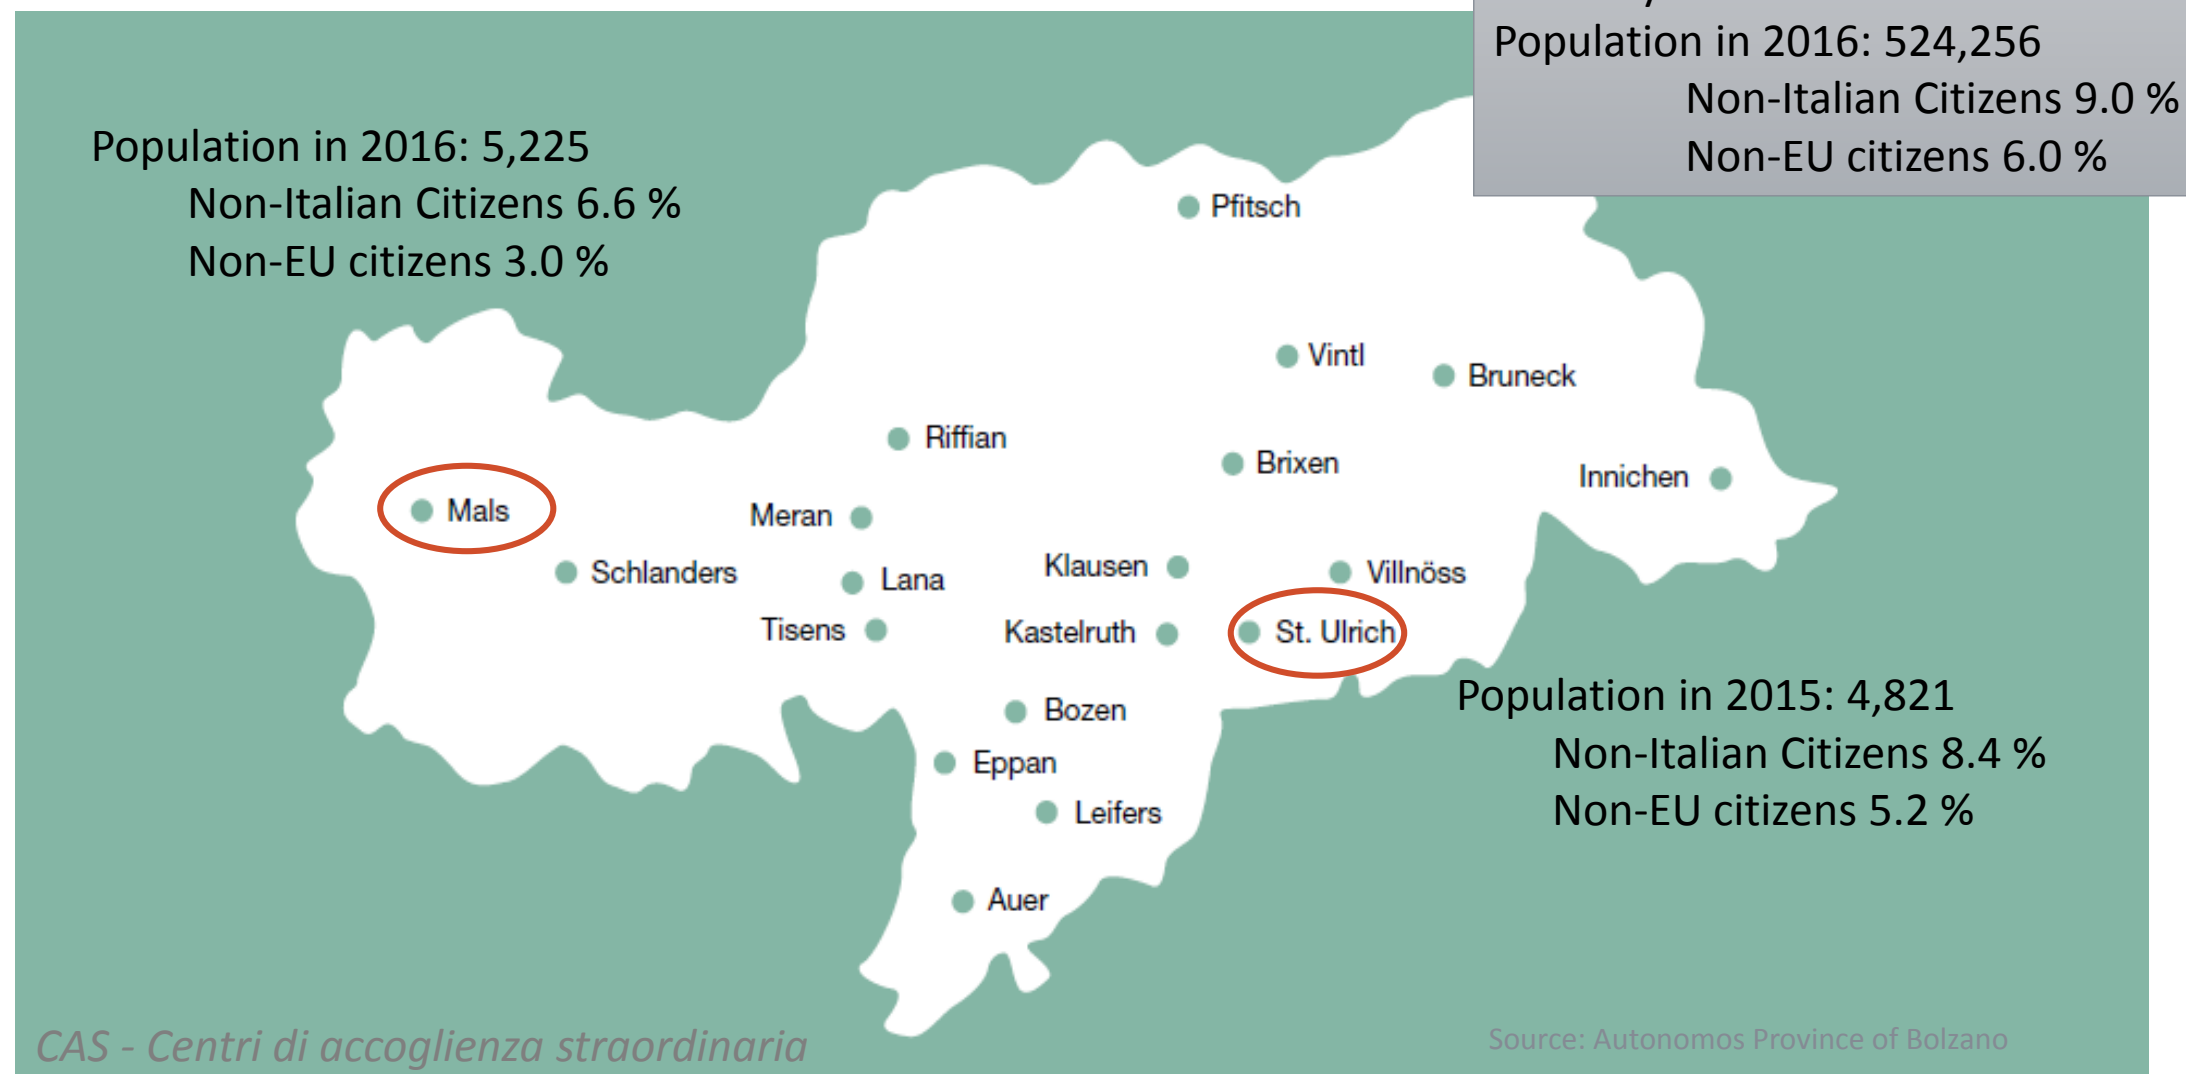 Population in 2016: 524,256
Non-Italian Citizens 9.0 %
Non-EU citizens 6.0 %
Population in 2016: 5,225
Non-Italian Citizens 6.6 %
Non-EU citizens 3.0 %
Pfitsch
Vintl
Bruneck
Riffian
Brixen
Innichen
Mals
Meran
Schlanders
Lana
Klausen
Villnöss
Tisens
Kastelruth
St. Ulrich
Bozen
Eppan
Leifers
Auer
Population in 2015: 4,821
Non-Italian Citizens 8.4 %
Non-EU citizens 5.2 %
CAS - Centri di accoglienza straordinaria
Source: Autonomos Province of Bolzano